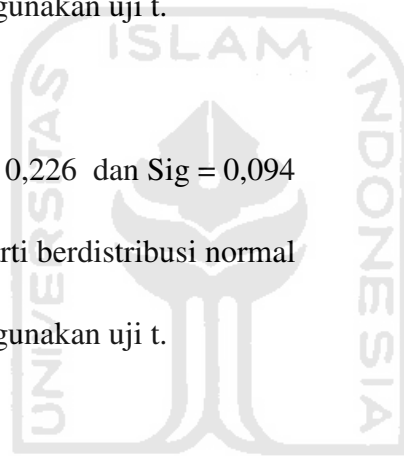 gunakan uji t.
ISLAM
UNIVERSITAS
INDONESIA
0,226 dan Sig = 0,094
rti berdistribusi normal
gunakan uji t.